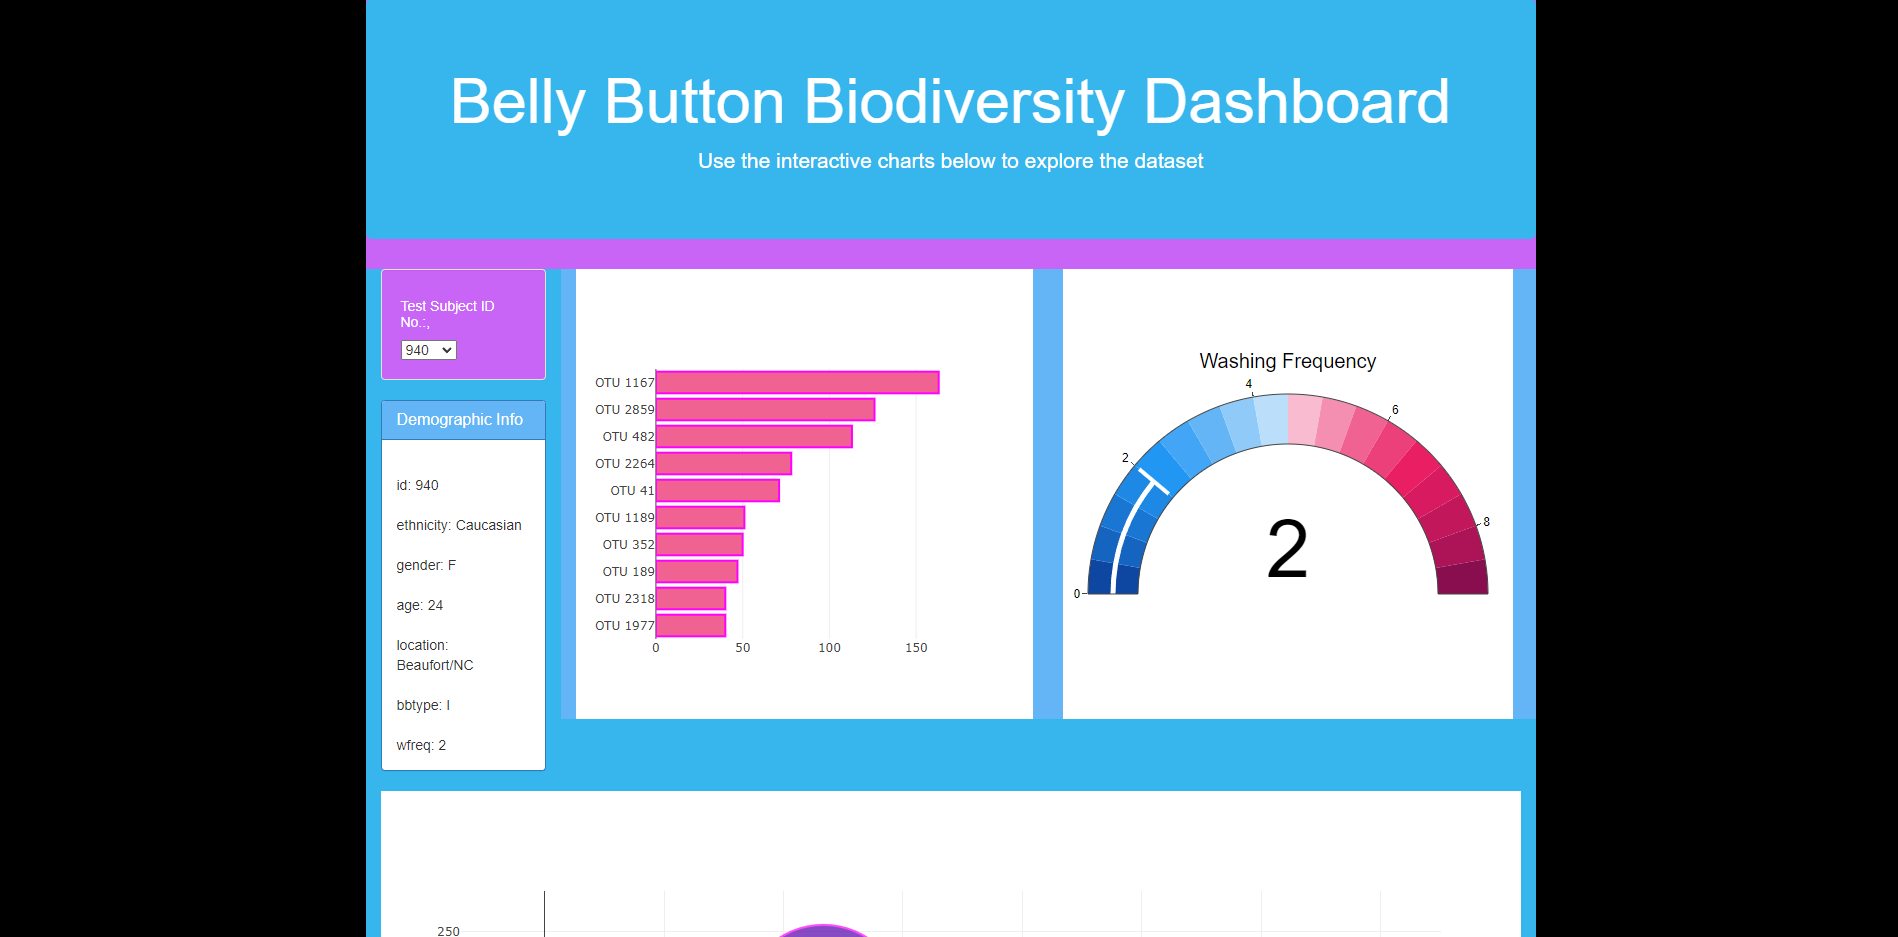 Belly Button Biodiversity Dashboard
Use the interactive charts below to explore the dataset
Test Subject ID
No.:,
940
Demographic Info
id: 940
ethnicity: Caucasian
gender: F
age: 24
location:
Beaufort/NC
bbtype: I
wfreq: 2
OTU 1167
OTU 2859
OTU 482
OTU 2264
OTU 41
OTU 1189
OTU 352
OTU 189
OTU 2318
OTU 1977
0 50 100 150
Washing Frequency
0 2 4 6 8
2
250